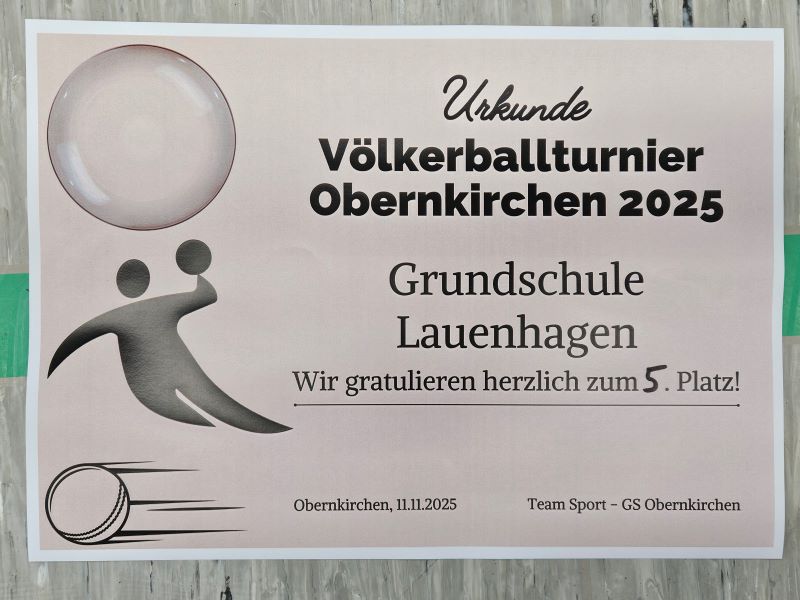 Urkunde
Völkerballturnier
Obernkirchen 2025
Grundschule
Lauenhagen
Wir gratulieren herzlich zum 5. Platz!
Obernkirchen, 11.11.2025
Team Sport - GS Obernkirchen